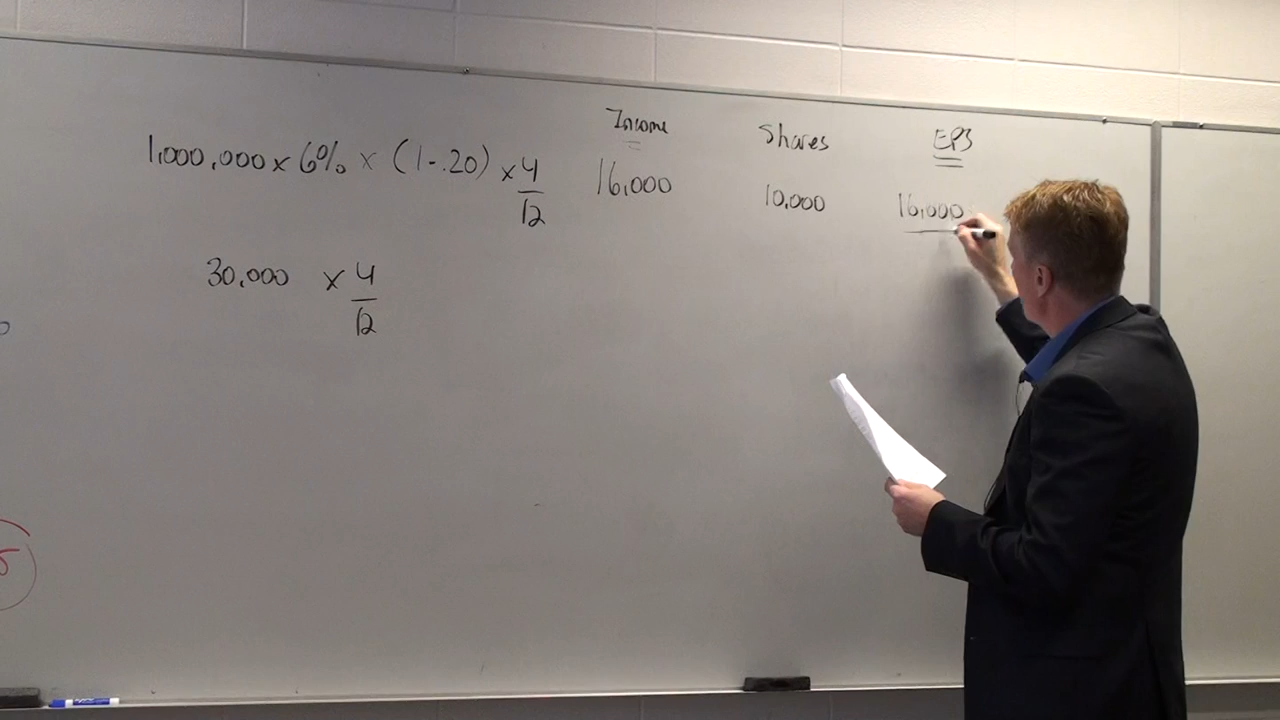 Income Shares EPS
1,000,000 x 6% x (1-.20) x 4/12 16,000 10,000 16,000
30,000 x 4/12